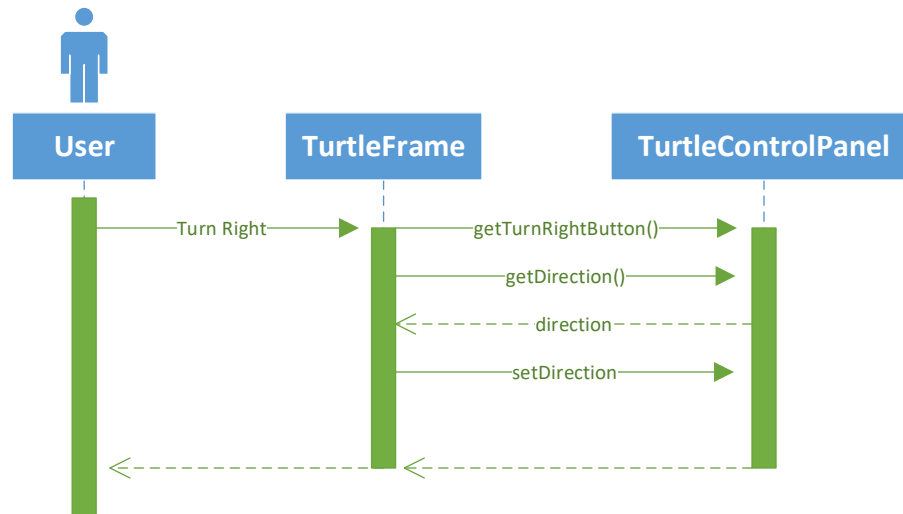 User
TurtleFrame
TurtleControlPanel
Turn Right
getTurnRightButton()
getDirection()
direction
setDirection